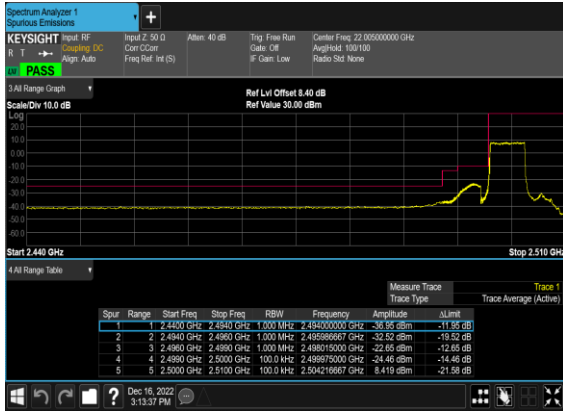 Spectrum Analyzer 1
Spurious Emissions
+
KEYSIGHT Input: RF Input Z: 50 Ω Atten: 40 dB Trig: Free Run Center Freq: 22.005000000 GHz
R T Coupling: DC Corr CCorr Gate: Off Avg|Hold: 100/100
Align: Auto Freq Ref: Int (S) IF Gain: Low Radio Std: None
PASS
3 All Range Graph
Ref Lvl Offset 8.40 dB
Scale/Div 10.0 dB Ref Value 30.00 dBm
Log
20.0
10.0
0.00
-10.0
-20.0
-30.0
-40.0
-50.0
-60.0
Start 2.440 GHz Stop 2.510 GHz
4 All Range Table
Measure Trace Trace 1
Trace Type Trace Average (Active)
Spur Range Start Freq Stop Freq RBW Frequency Amplitude ΔLimit
1 1 2.4400 GHz 2.4940 GHz 1.000 MHz 2.494000000 GHz -36.95 dBm -11.95 dB
2 2 2.4940 GHz 2.4960 GHz 1.000 MHz 2.495986667 GHz -32.52 dBm -19.52 dB
3 3 2.4960 GHz 2.4990 GHz 1.000 MHz 2.498015000 GHz -22.65 dBm -12.65 dB
4 4 2.4990 GHz 2.5000 GHz 100.0 kHz 2.499975000 GHz -24.46 dBm -14.46 dB
5 5 2.5000 GHz 2.5100 GHz 100.0 kHz 2.504216667 GHz 8.419 dBm -21.58 dB
? Dec 16, 2022
3:13:37 PM